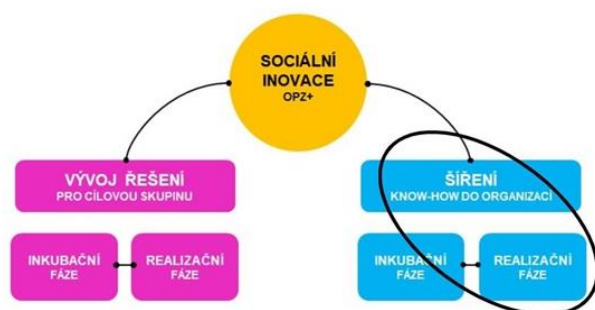 SOCIÁLNÍ
INOVACE
OPZ+
VÝVOJ ŘEŠENÍ
PRO CÍLOVOU SKUPINU
ŠÍŘENÍ
KNOW-HOW DO ORGANIZACÍ
INKUBAČNÍ
FÁZE
REALIZAČNÍ
FÁZE
INKUBAČNÍ
FÁZE
REALIZAČNÍ
FÁZE